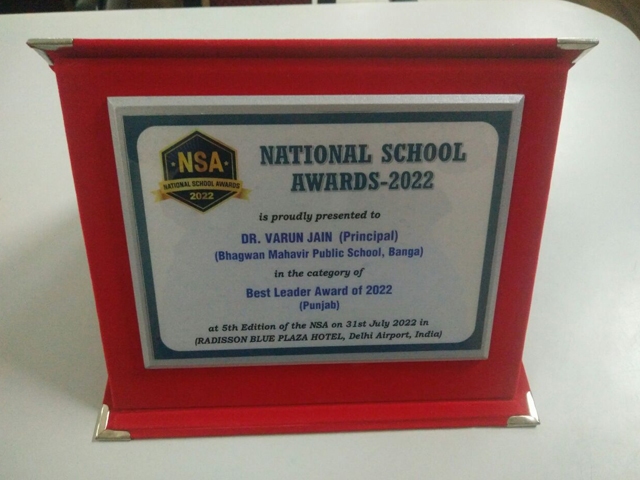 NSA
NATIONAL SCHOOL AWARDS
2022
NATIONAL SCHOOL
AWARDS-2022
is proudly presented to
DR. VARUN JAIN (Principal)
(Bhagwan Mahavir Public School, Banga)
in the category of
Best Leader Award of 2022
(Punjab)
at 5th Edition of the NSA on 31st July 2022 in
(RADISSON BLUE PLAZA HOTEL, Delhi Airport, India)